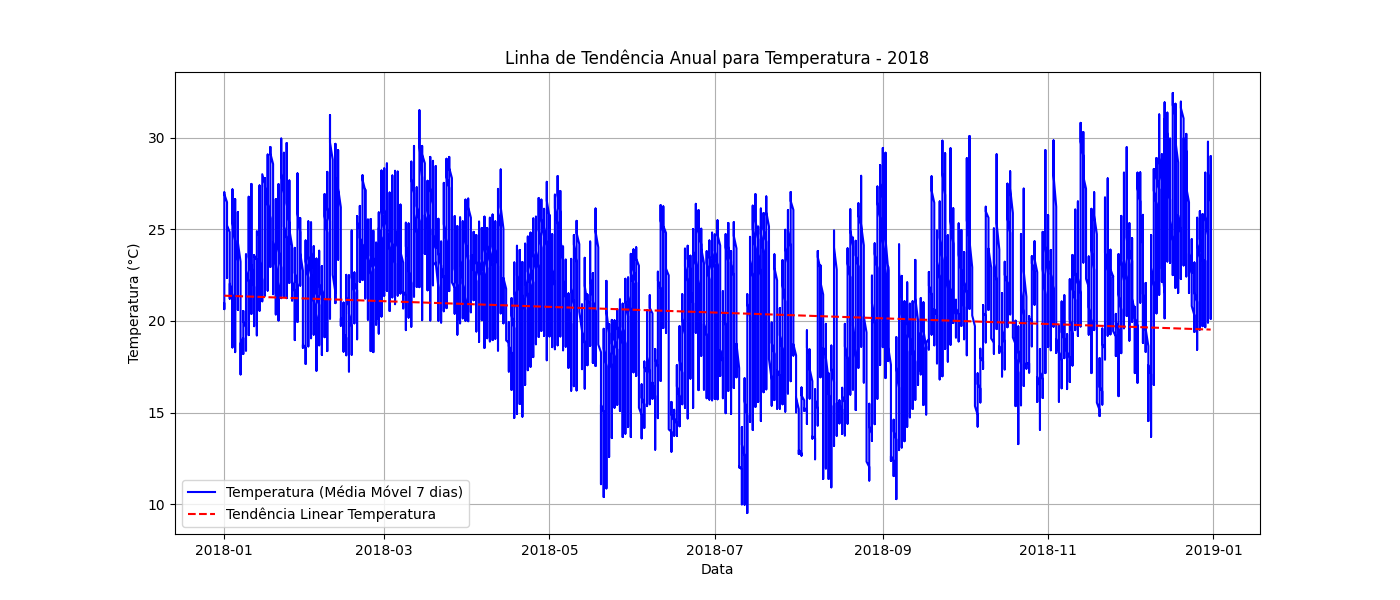 Linha de Tendência Anual para Temperatura - 2018
Temperatura (°C)
30
25
20
15
10
Temperatura (Média Móvel 7 dias)
Tendência Linear Temperatura
2018-01 2018-03 2018-05 2018-07 2018-09 2018-11 2019-01
Data